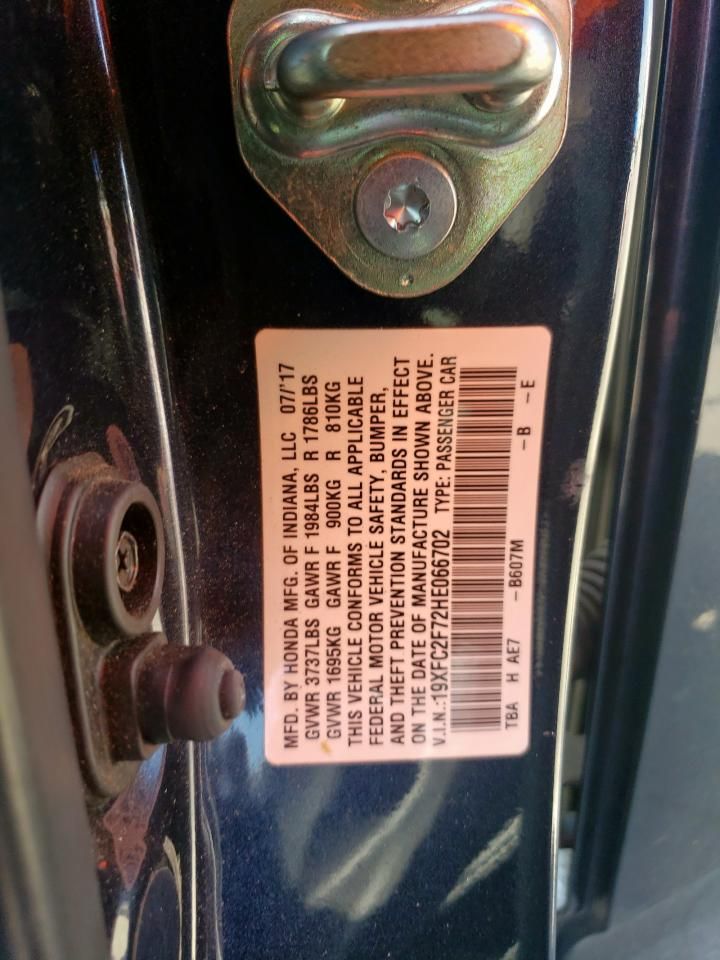 MFD. BY HONDA MFG. OF INDIANA, LLC 07/'17
GVWR 3737LBS GAWR F 1984LBS R 1786LBS
GVWR 1695KG GAWR F 900KG R 810KG
THIS VEHICLE CONFORMS TO ALL APPLICABLE
FEDERAL MOTOR VEHICLE SAFETY, BUMPER,
AND THEFT PREVENTION STANDARDS IN EFFECT
ON THE DATE OF MANUFACTURE SHOWN ABOVE.
V.I.N.:19XFC2F72HE066702 TYPE: PASSENGER CAR
TBA H AE7 -B607M -B -E